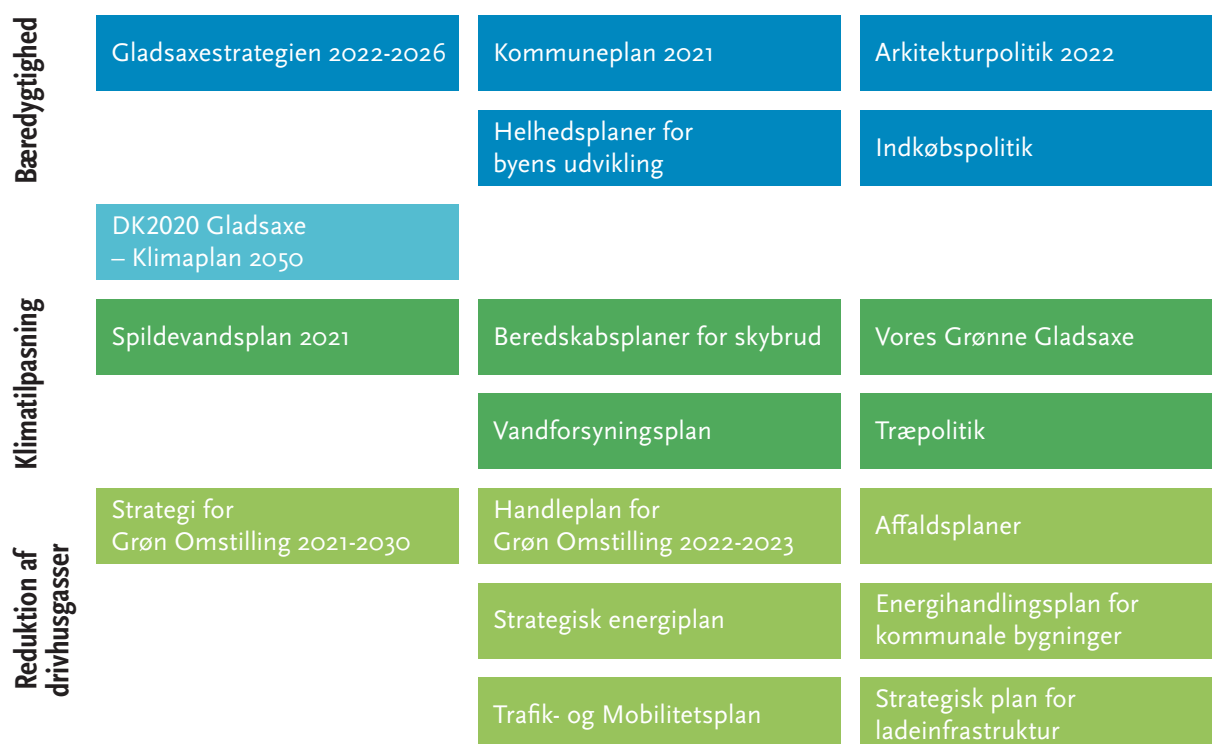 Bæredygtighed
Gladsaxestrategien 2022-2026
Kommuneplan 2021
Arkitekturpolitik 2022
Helhedsplaner for
byens udvikling
Indkøbspolitik
DK2020 Gladsaxe
– Klimaplan 2050
Klimatilpasning
Spildevandsplan 2021
Beredskabsplaner for skybrud
Vores Grønne Gladsaxe
Vandforsyningsplan
Træpolitik
Reduktion af
drivhusgasser
Strategi for
Grøn Omstilling 2021-2030
Handleplan for
Grøn Omstilling 2022-2023
Affaldsplaner
Strategisk energiplan
Energihandlingsplan for
kommunale bygninger
Trafik- og Mobilitetsplan
Strategisk plan for
ladeinfrastruktur